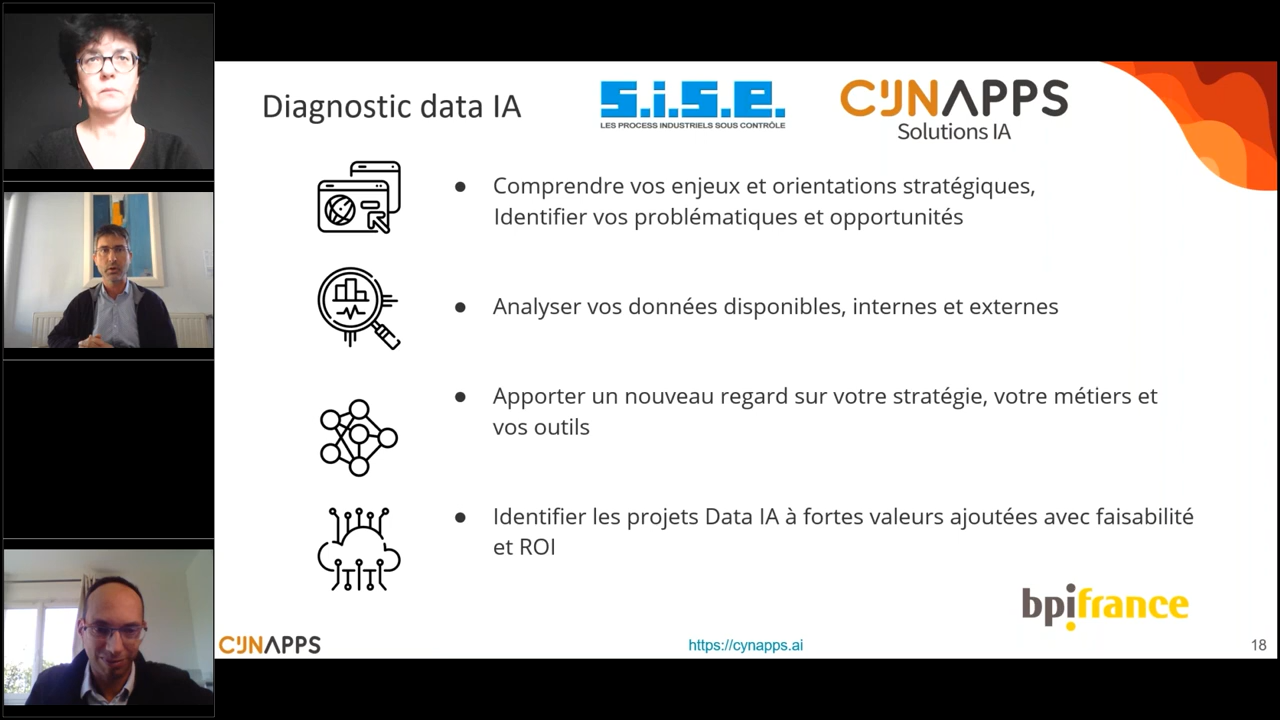 Diagnostic data IA
s.i.s.e.
LES PROCESS INDUSTRIELS SOUS CONTRÔLE
CYNAPPS
Solutions IA
● Comprendre vos enjeux et orientations stratégiques,
Identifier vos problématiques et opportunités
● Analyser vos données disponibles, internes et externes
● Apporter un nouveau regard sur votre stratégie, votre métiers et
vos outils
● Identifier les projets Data IA à fortes valeurs ajoutées avec faisabilité
et ROI
bpifrance
CYNAPPS
https://cynapps.ai
18